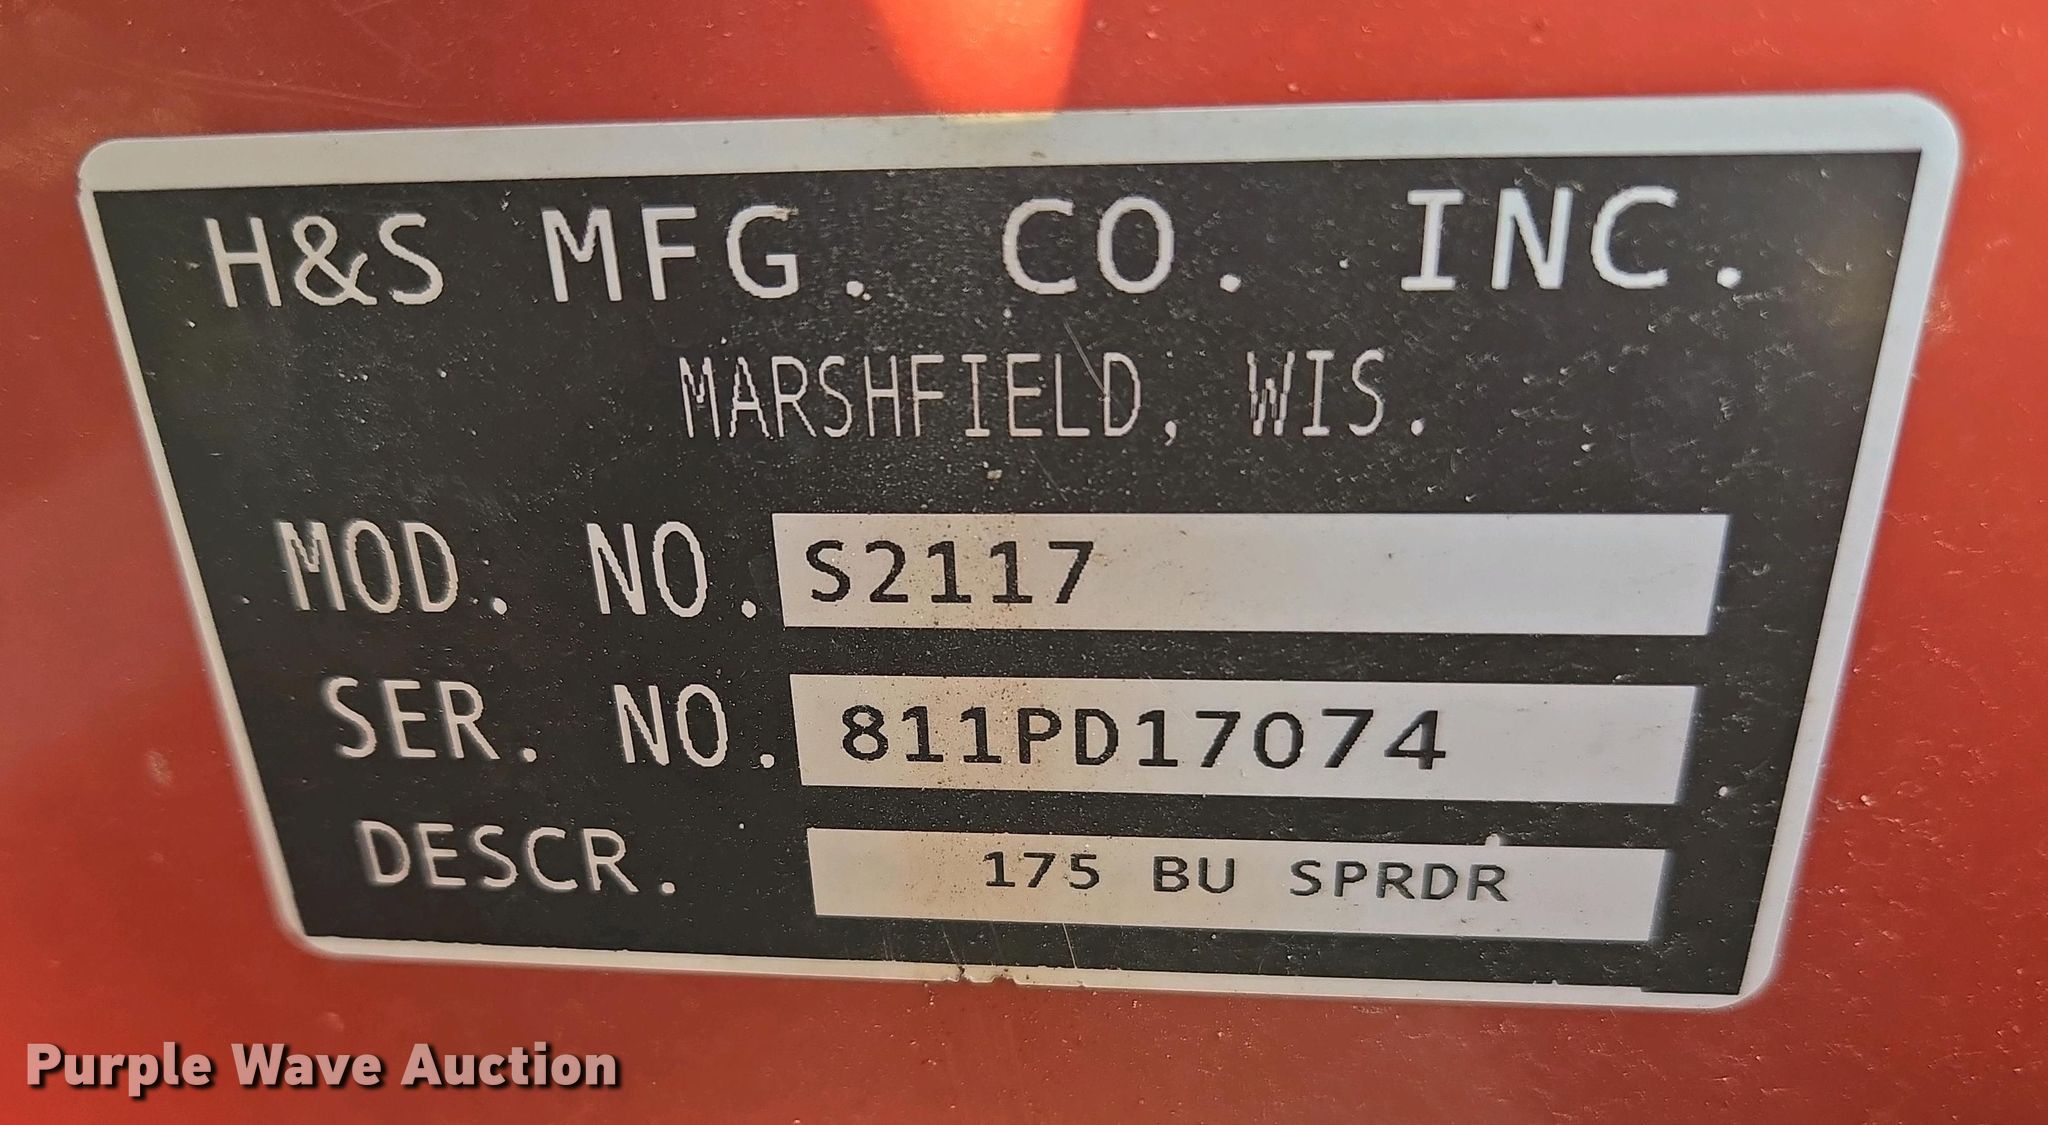 H&S MFG. CO. INC.
MARSHFIELD, WIS.
MOD. NO. S2117
SER. NO. 811PD17074
DESCR. 175 BU SPRDR
Purple Wave Auction